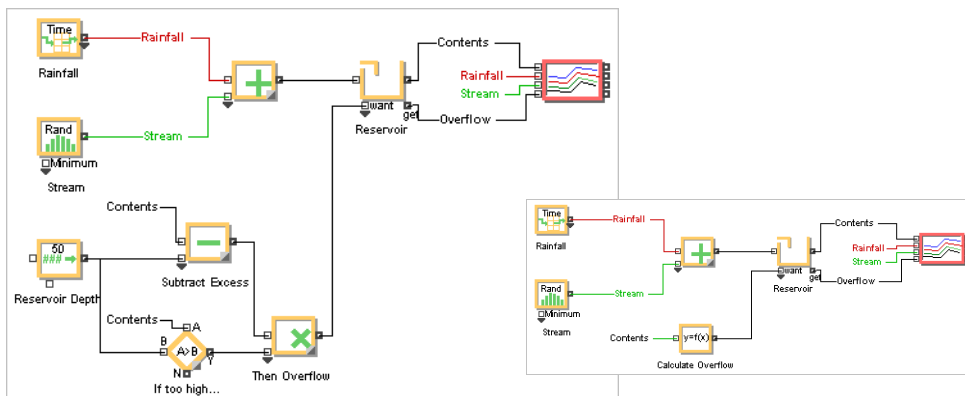 Time
Rainfall
Rainfall
Contents
Rainfall
Stream
want
get
Reservoir
Overflow
Rand
Stream
Minimum
Stream
Contents
50
###
Reservoir Depth
Subtract Excess
Contents
A
B
A>B
Y
N
If too high...
Then Overflow
Time
Rainfall
Rainfall
Contents
Rainfall
Stream
want
get
Reservoir
Overflow
Rand
Stream
Minimum
Stream
Contents
y=f(x)
Calculate Overflow